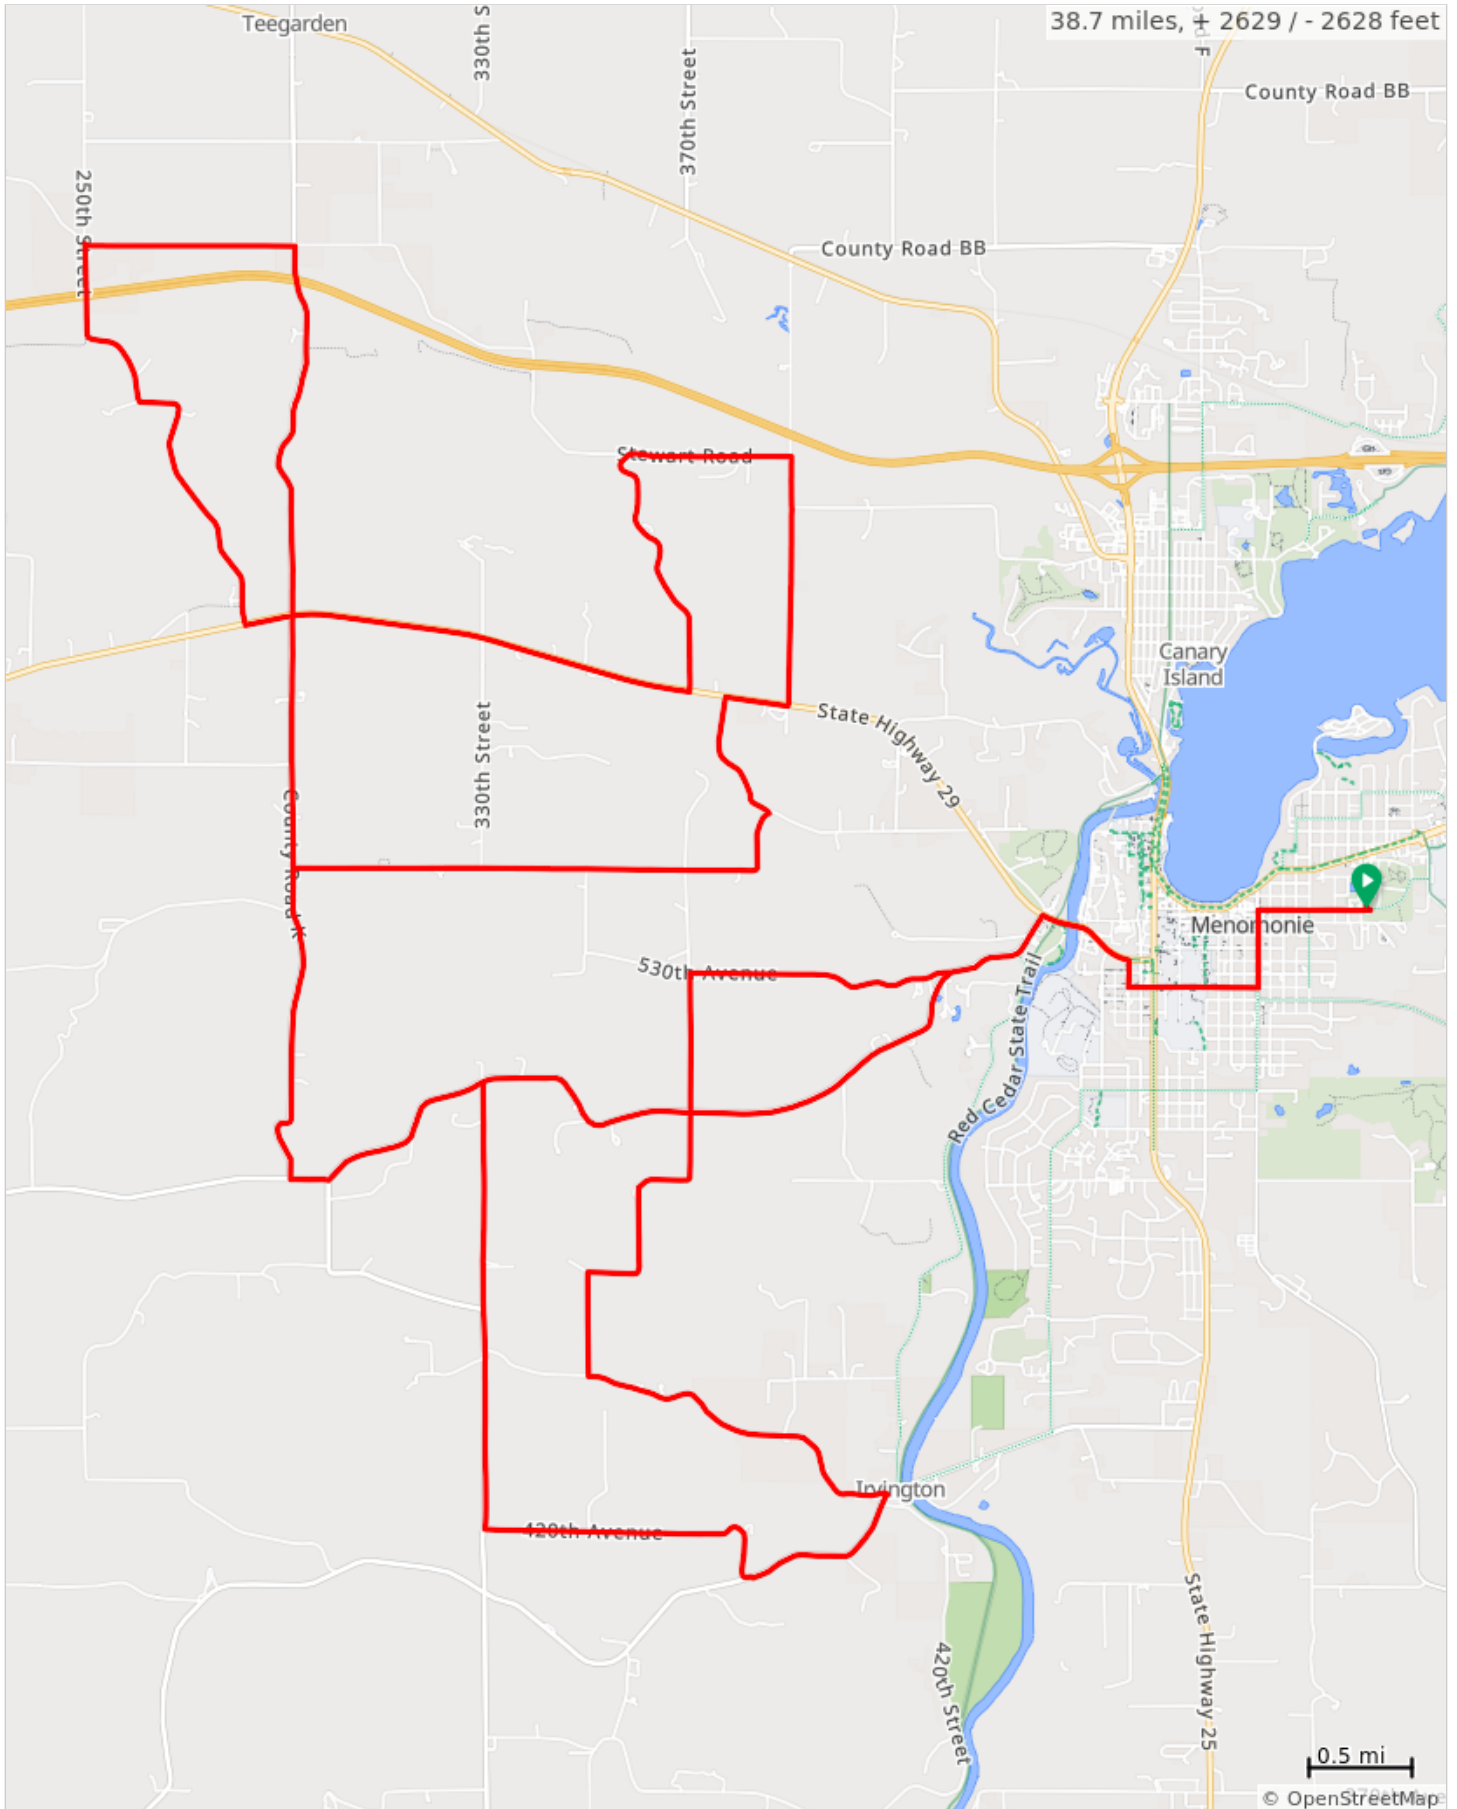 38.7 miles, + 2629 / - 2628 feet
Teegarden
330th S
F
370th Street
County Road BB
250th Street
County Road BB
Stewart Road
Canary
Island
330th Street
State Highway 29
County Road K
Menomonie
530th Avenue
Red Cedar State Trail
Irvington
420th Avenue
State Highway 25
420th Street
0.5 mi
© OpenStreetMap